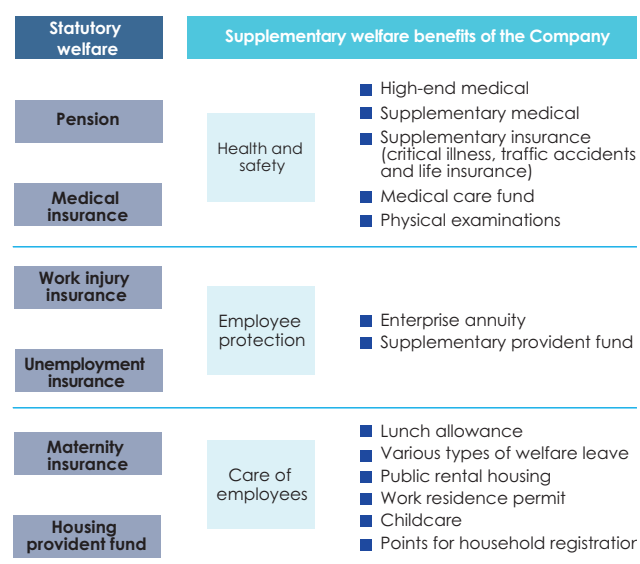 Statutory
welfare
Supplementary welfare benefits of the Company
Pension
Medical
insurance
Health and
safety
High-end medical
Supplementary medical
Supplementary insurance
(critical illness, traffic accidents
and life insurance)
Medical care fund
Physical examinations
Work injury
insurance
Unemployment
insurance
Employee
protection
Enterprise annuity
Supplementary provident fund
Maternity
insurance
Housing
provident fund
Care of
employees
Lunch allowance
Various types of welfare leave
Public rental housing
Work residence permit
Childcare
Points for household registration